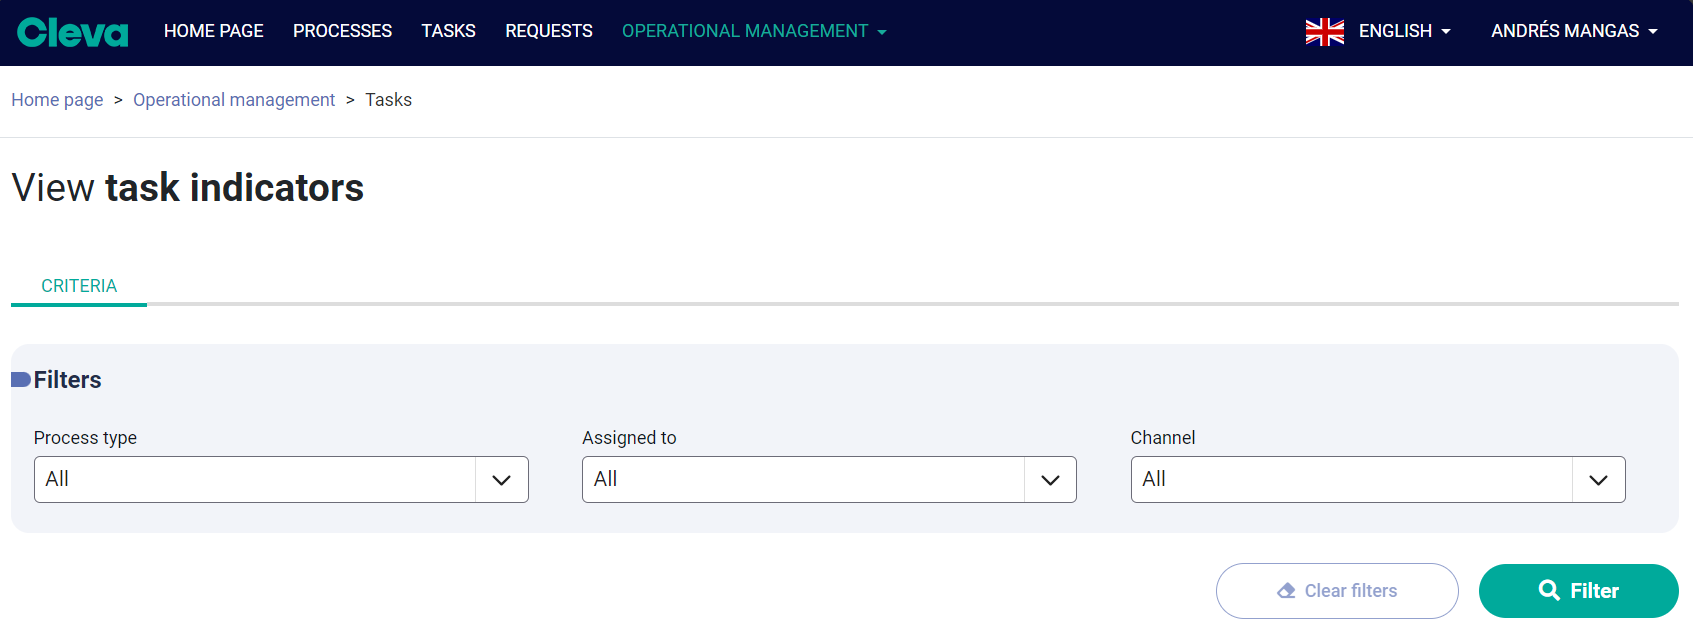 Cleva HOME PAGE PROCESSES TASKS REQUESTS OPERATIONAL MANAGEMENT ENGLISH ANDRÉS MANGAS
Home page > Operational management > Tasks
View task indicators
CRITERIA
Filters
Process type Assigned to Channel
All All All
Clear filters Filter